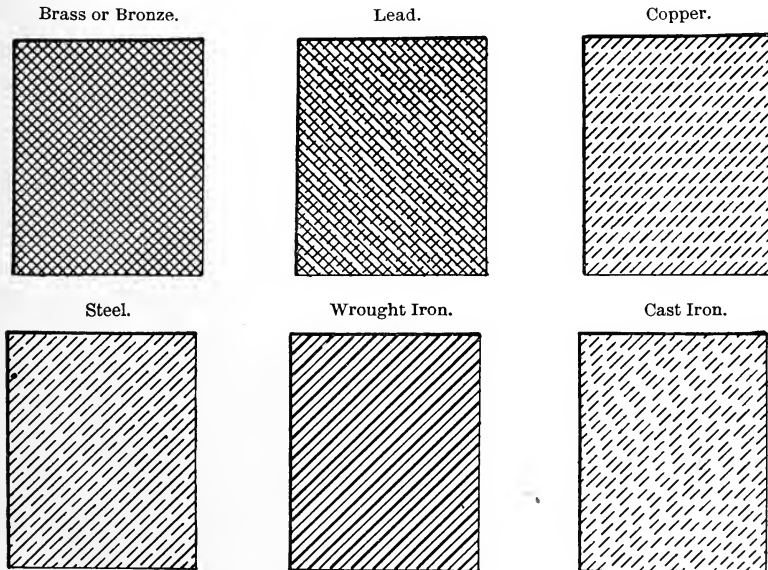 Brass or Bronze.
Lead.
Copper.
Steel.
Wrought Iron.
Cast Iron.